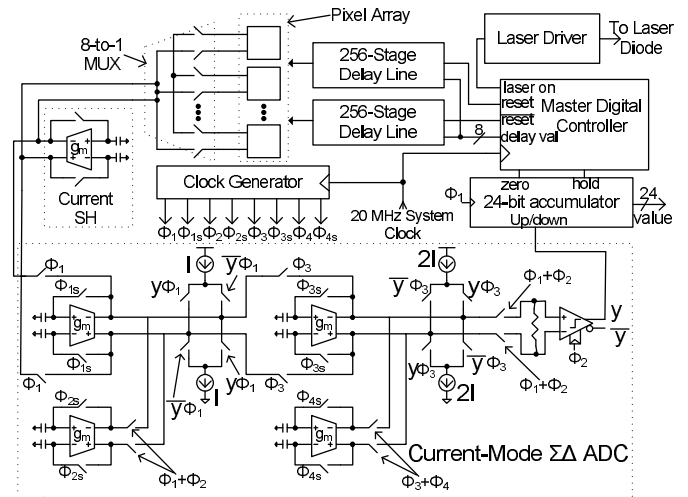 Pixel Array
8-to-1
MUX
To Laser
Diode
Laser Driver
256-Stage
Delay Line
256-Stage
Delay Line
laser on
reset
reset
delay val
Master Digital
Controller
8
gm
Current
SH
Clock Generator
Φ1 Φ1s Φ2 Φ2s Φ3 Φ3s Φ4 Φ4s
20 MHz System
Clock
zero hold
Φ1
24-bit accumulator
Up/down
24
value
Φ1
Φ1s
gm
Φ1s
Φ1
I
yΦ1
y̅Φ1
y̅Φ1
yΦ1
I
Φ3
Φ3s
gm
Φ3s
Φ3
2I
y̅Φ3
yΦ3
yΦ3
y̅Φ3
2I
Φ1+Φ2
Φ1+Φ2
Φ2
y
y̅
Φ2s
gm
Φ2s
Φ1+Φ2
Φ4s
gm
Φ4s
Φ3+Φ4
Current-Mode ΣΔ ADC